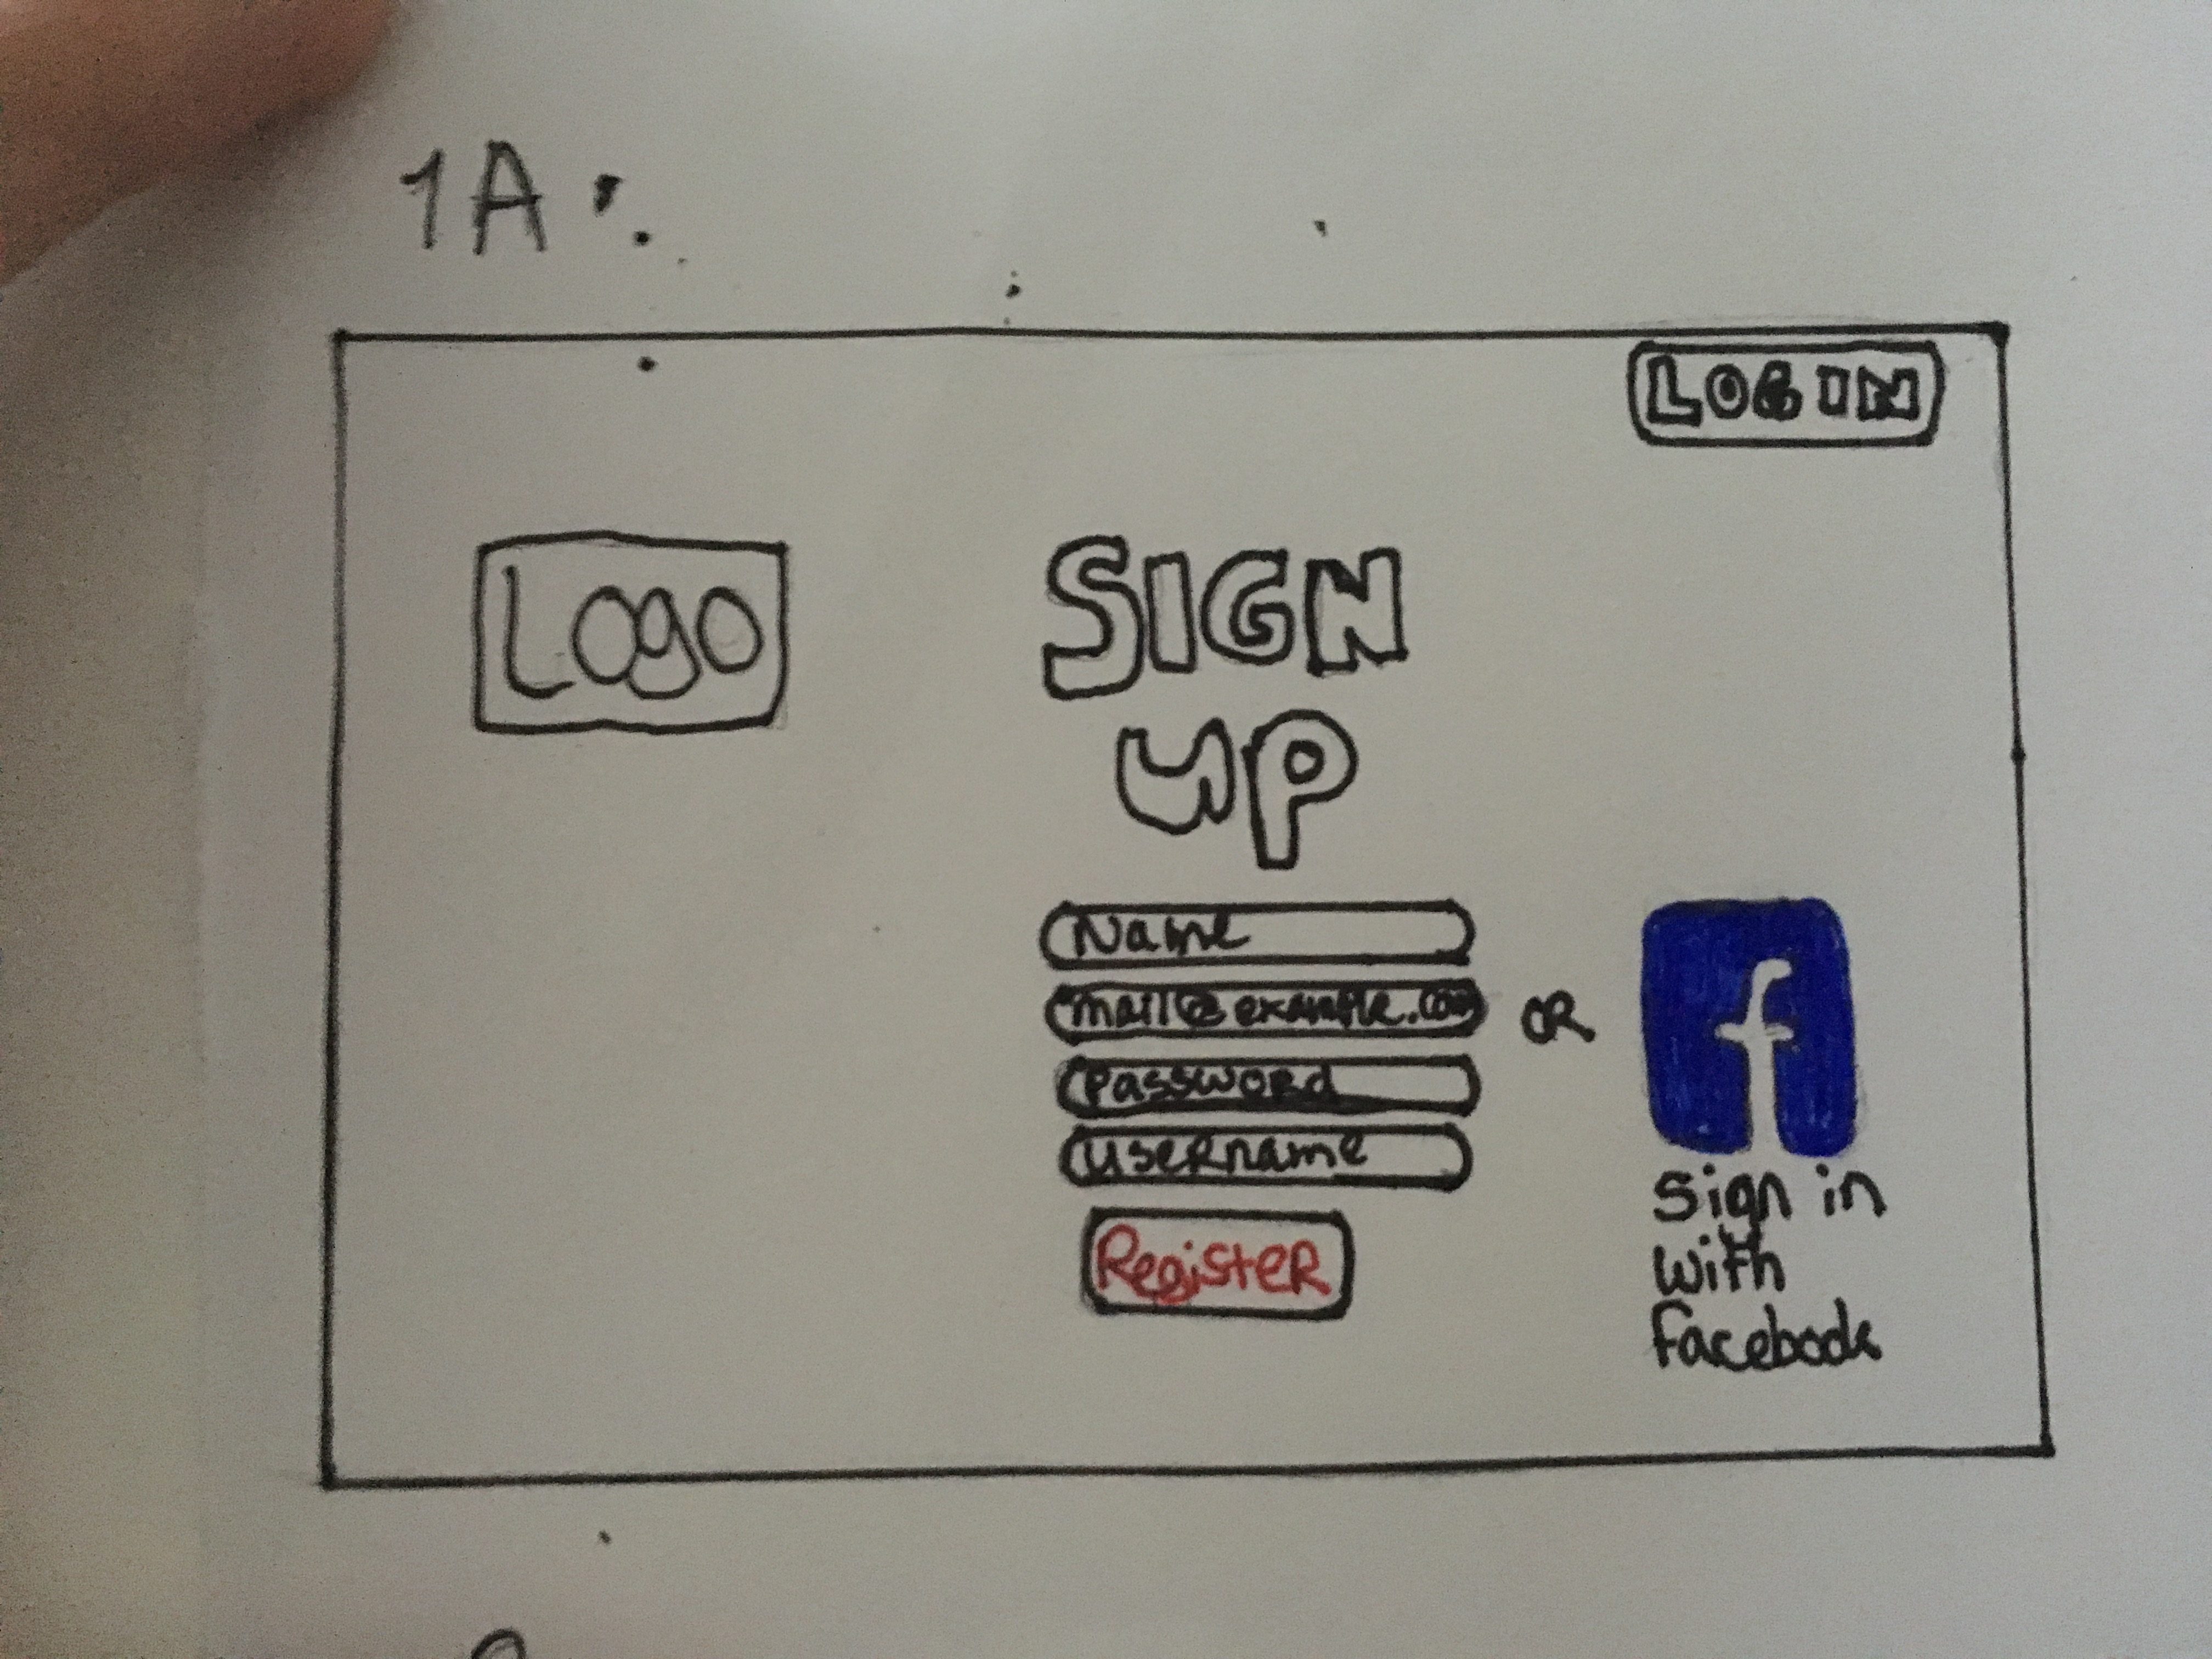 1A:
LOG IN
Logo
SIGN
UP
Name
mail@example.com
Password
Username
Register
OR
f
Sign in
with
facebook